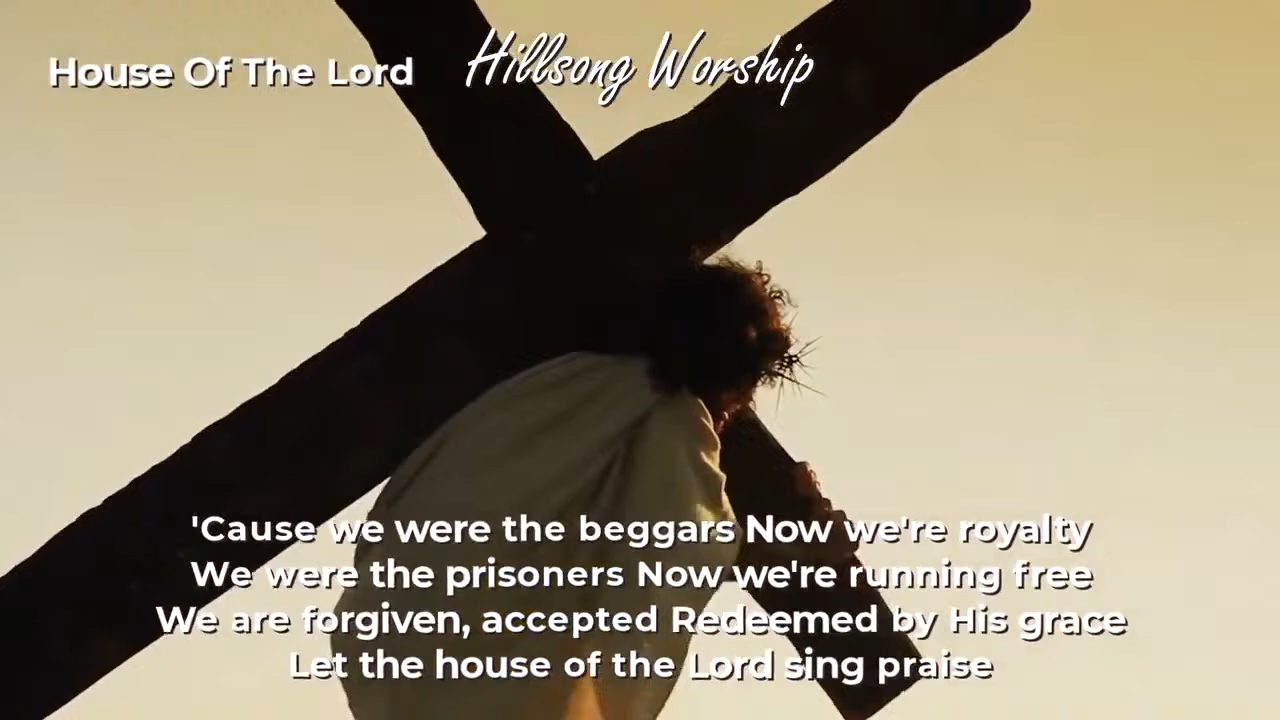 House Of The Lord
Hillsong Worship
'Cause we were the beggars Now we're royalty
We were the prisoners Now we're running free
We are forgiven, accepted Redeemed by His grace
Let the house of the Lord sing praise